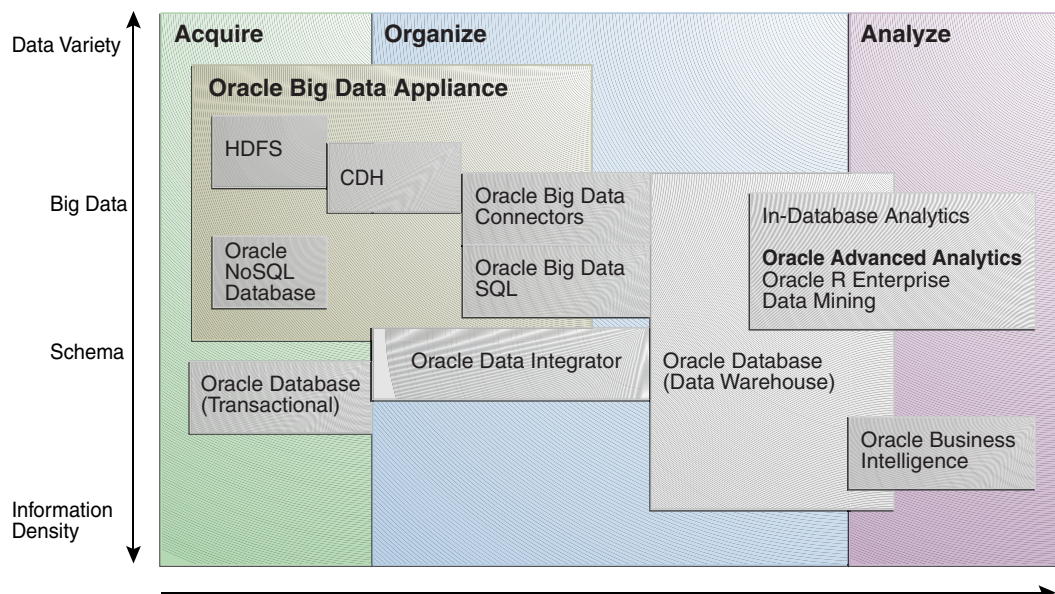 Data Variety
Acquire
Organize
Analyze
Oracle Big Data Appliance
HDFS
CDH
Big Data
Oracle Big Data
Connectors
In-Database Analytics
Oracle
NoSQL
Database
Oracle Big Data
SQL
Oracle Advanced Analytics
Oracle R Enterprise
Data Mining
Schema
Oracle Data Integrator
Oracle Database
(Data Warehouse)
Oracle Database
(Transactional)
Oracle Business
Intelligence
Information
Density